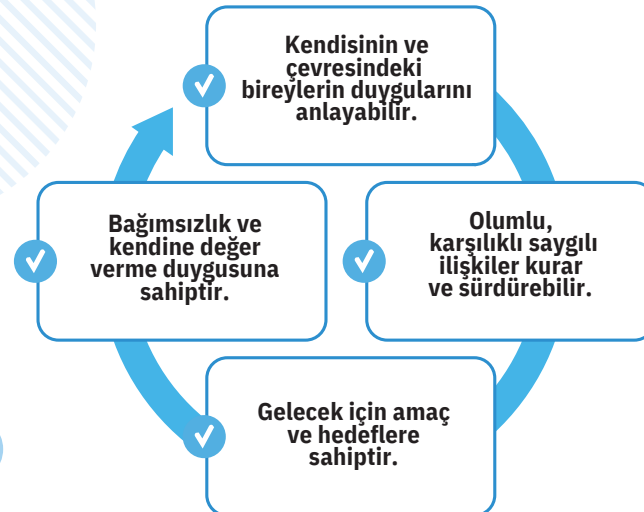 Kendisinin ve
çevresindeki
bireylerin duygularını
anlayabilir.
Olumlu,
karşılıklı saygılı
ilişkiler kurar
ve sürdürebilir.
Gelecek için amaç
ve hedeflere
sahiptir.
Bağımsızlık ve
kendine değer
verme duygusuna
sahiptir.